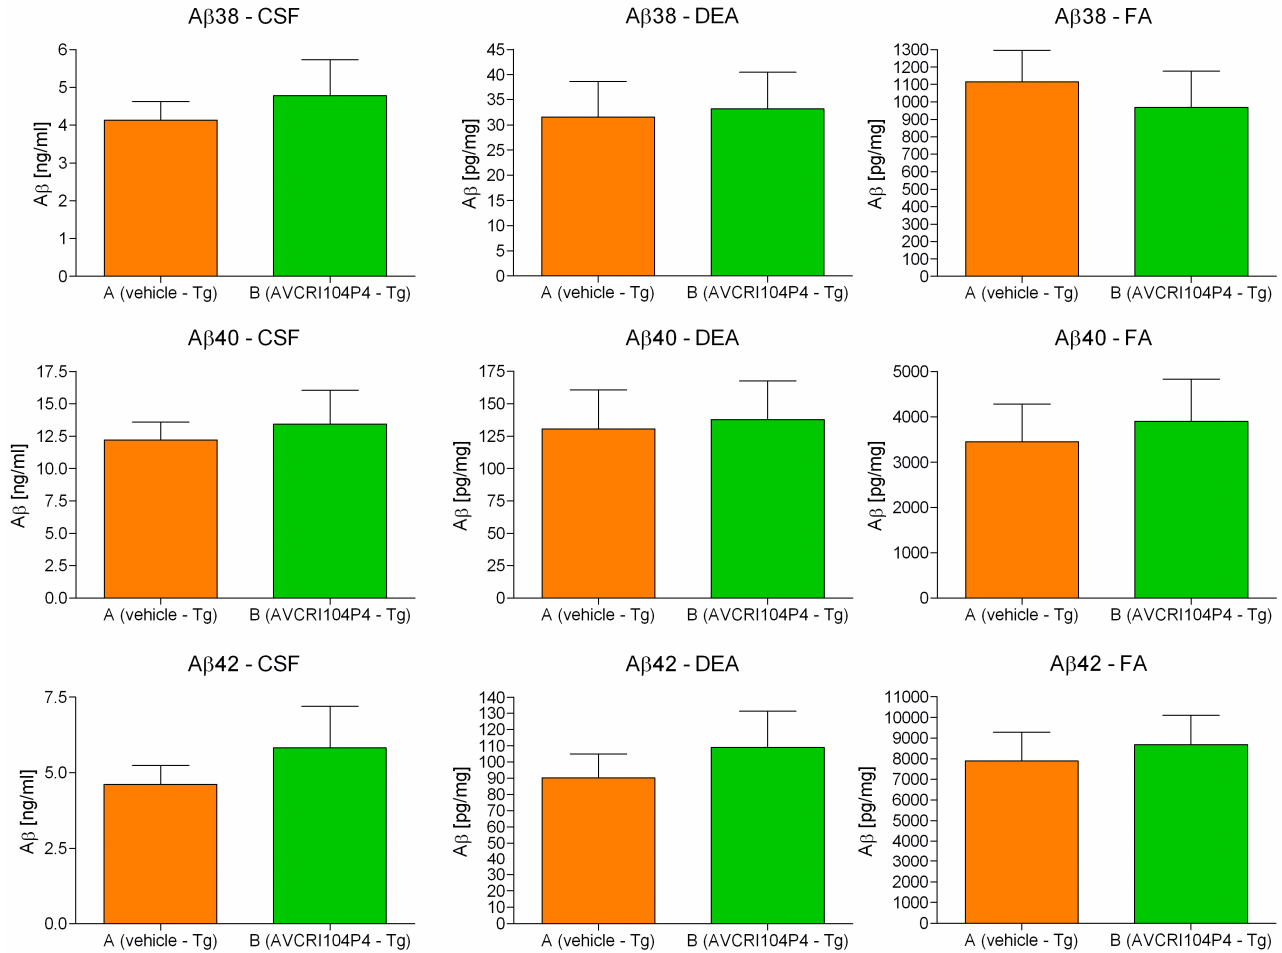 Aβ38 - CSF
Aβ [ng/ml]
6
5
4
3
2
1
0
A (vehicle - Tg)
B (AVCRI104P4 - Tg)
Aβ38 - DEA
Aβ [pg/mg]
45
40
35
30
25
20
15
10
5
0
A (vehicle - Tg)
B (AVCRI104P4 - Tg)
Aβ38 - FA
Aβ [pg/mg]
1300
1200
1100
1000
900
800
700
600
500
400
300
200
100
0
A (vehicle - Tg)
B (AVCRI104P4 - Tg)
Aβ40 - CSF
Aβ [ng/ml]
17.5
15.0
12.5
10.0
7.5
5.0
2.5
0.0
A (vehicle - Tg)
B (AVCRI104P4 - Tg)
Aβ40 - DEA
Aβ [pg/mg]
175
150
125
100
75
50
25
0
A (vehicle - Tg)
B (AVCRI104P4 - Tg)
Aβ40 - FA
Aβ [pg/mg]
5000
4000
3000
2000
1000
0
A (vehicle - Tg)
B (AVCRI104P4 - Tg)
Aβ42 - CSF
Aβ [ng/ml]
7.5
5.0
2.5
0.0
A (vehicle - Tg)
B (AVCRI104P4 - Tg)
Aβ42 - DEA
Aβ [pg/mg]
140
130
120
110
100
90
80
70
60
50
40
30
20
10
0
A (vehicle - Tg)
B (AVCRI104P4 - Tg)
Aβ42 - FA
Aβ [pg/mg]
11000
10000
9000
8000
7000
6000
5000
4000
3000
2000
1000
0
A (vehicle - Tg)
B (AVCRI104P4 - Tg)